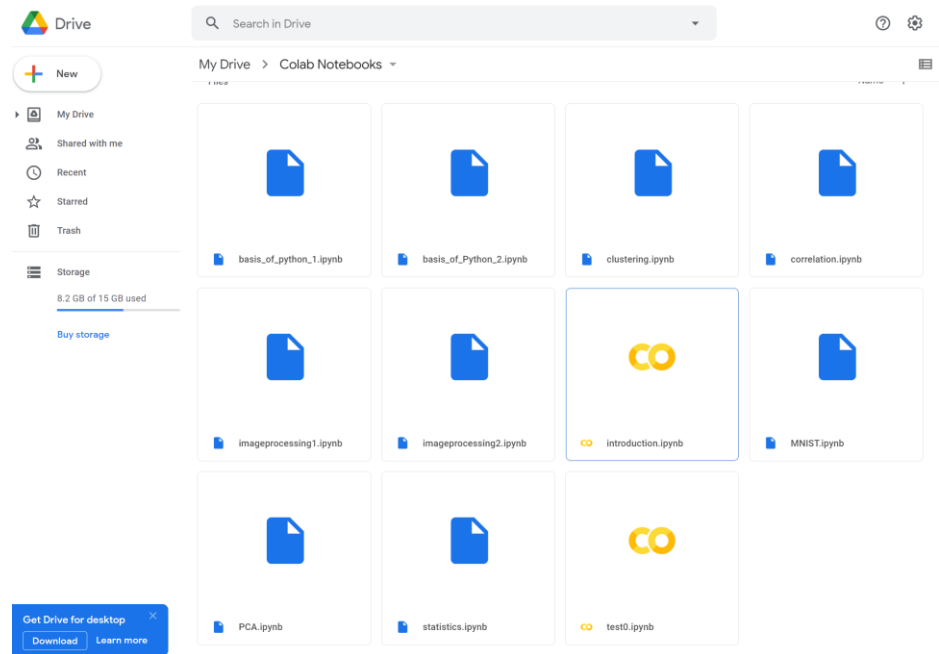 Drive
Search in Drive
New
My Drive
Shared with me
Recent
Starred
Trash
Storage
8.2 GB of 15 GB used
Buy storage
Get Drive for desktop
Download Learn more
My Drive > Colab Notebooks
Files Name
basis_of_python_1.ipynb
basis_of_Python_2.ipynb
clustering.ipynb
correlation.ipynb
imageprocessing1.ipynb
imageprocessing2.ipynb
introduction.ipynb
MNIST.ipynb
PCA.ipynb
statistics.ipynb
test0.ipynb